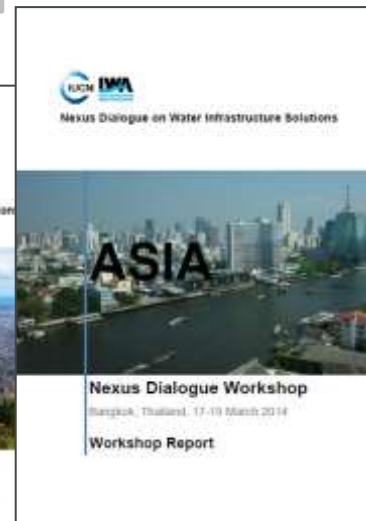 IUCN IWA
Nexus Dialogue on Water Infrastructure Solutions
ASIA
Nexus Dialogue Workshop
Bangkok, Thailand, 17-19 March 2014
Workshop Report